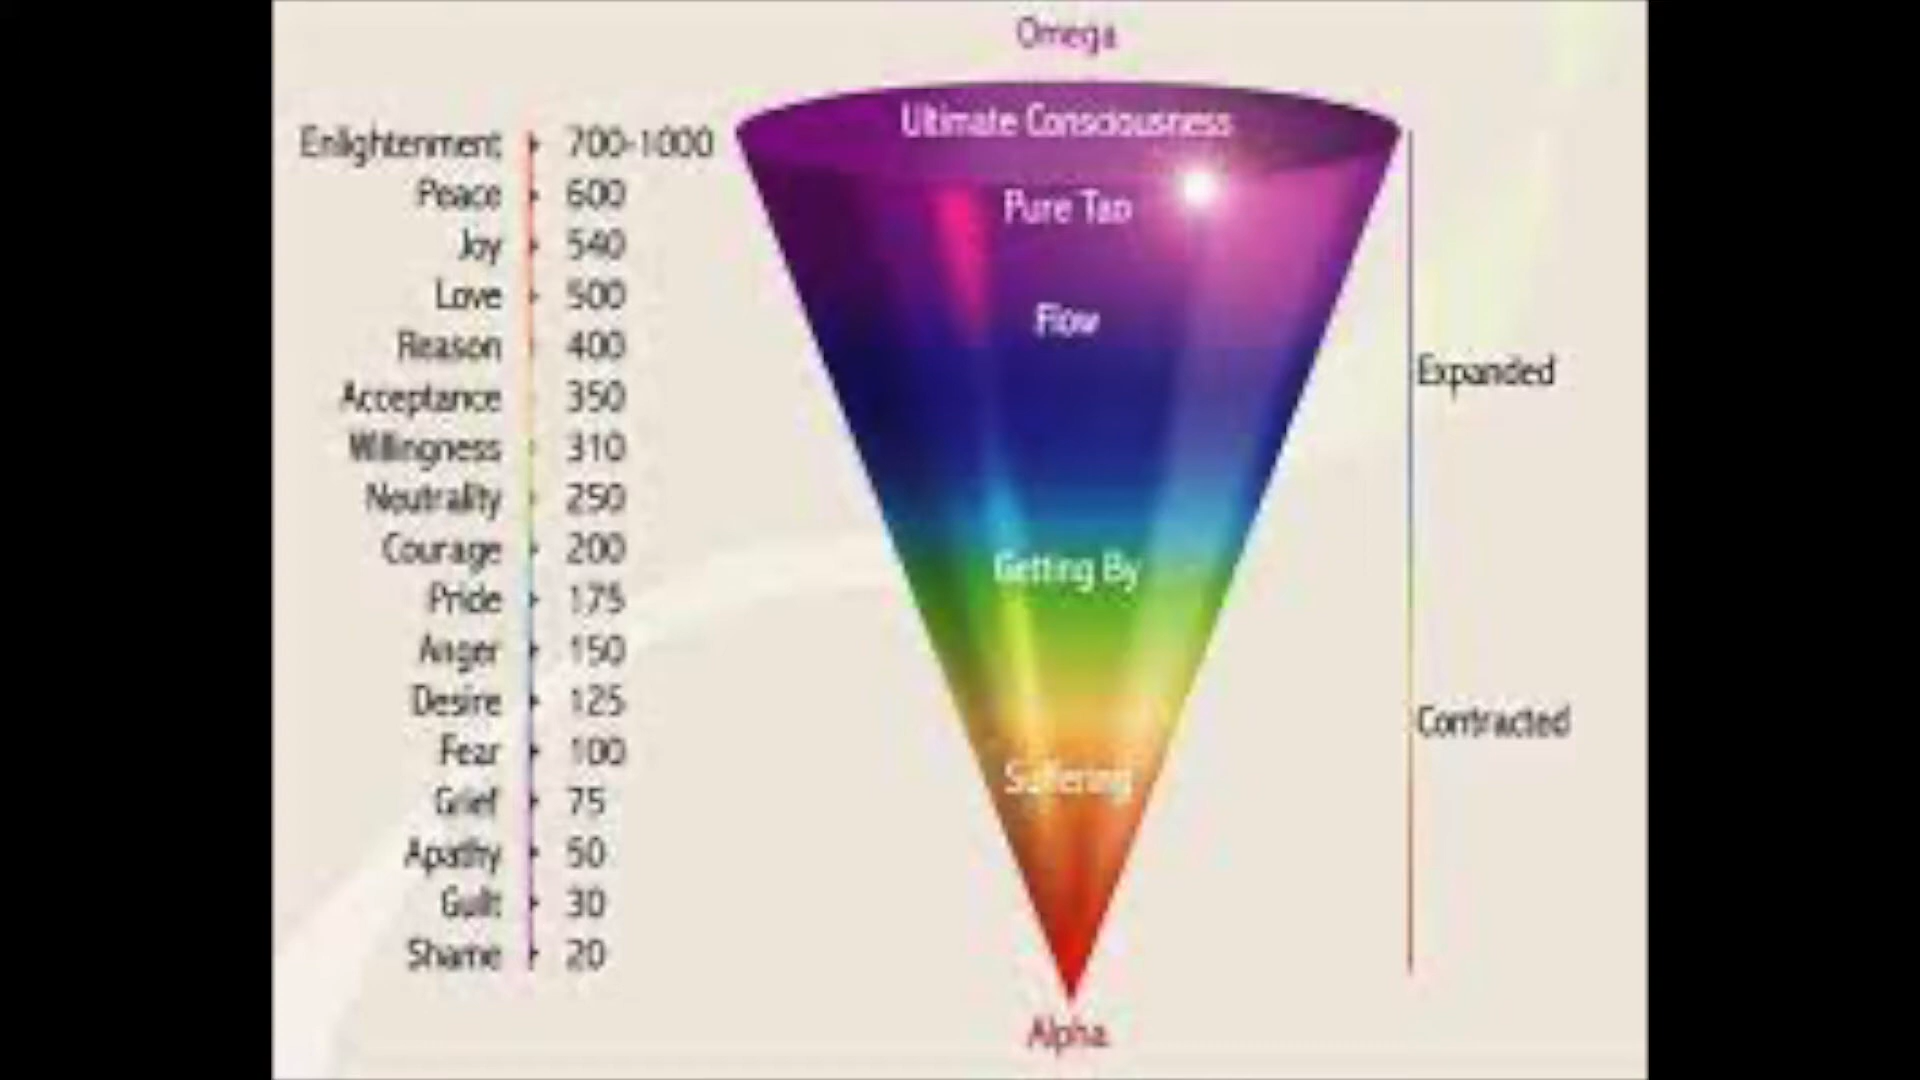 Omega
Ultimate Consciousness
Enlightenment 700-1000
Peace 600
Pure Tao
Joy 540
Love 500
Flow
Reason 400
Expanded
Acceptance 350
Willingness 310
Neutrality 250
Courage 200
Getting By
Pride 175
Anger 150
Desire 125
Contracted
Fear 100
Suffering
Grief 75
Apathy 50
Guilt 30
Shame 20
Alpha